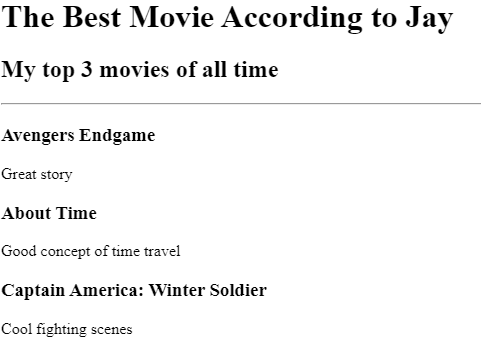 The Best Movie According to Jay
My top 3 movies of all time
Avengers Endgame
Great story
About Time
Good concept of time travel
Captain America: Winter Soldier
Cool fighting scenes